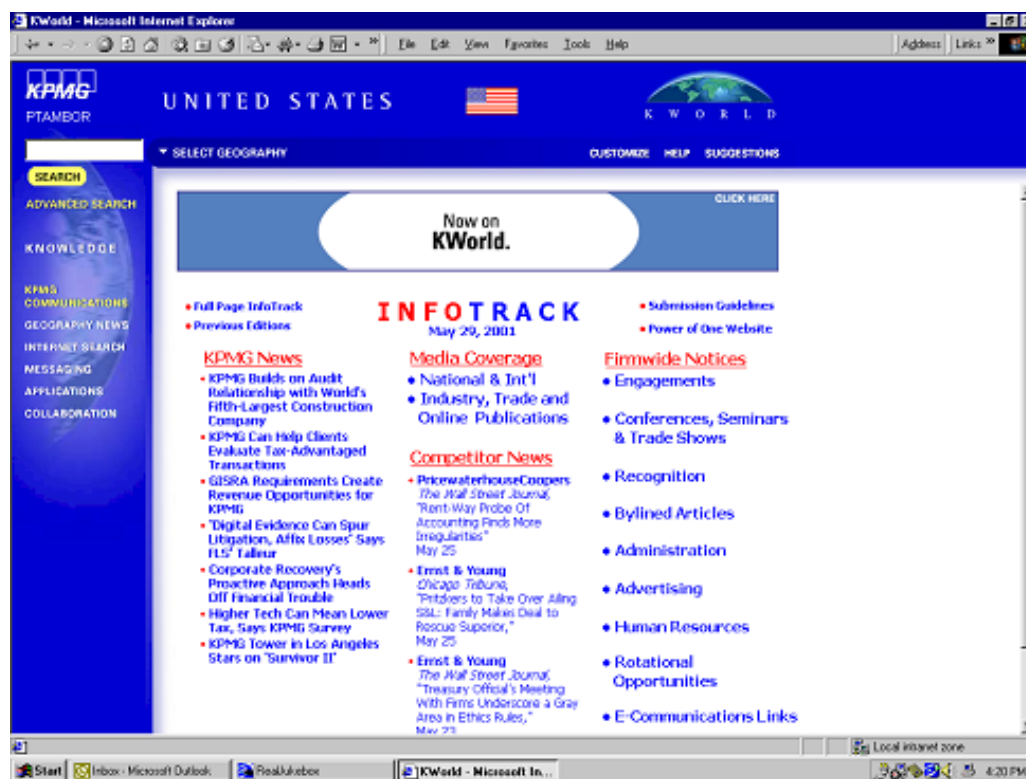 KWorld - Microsoft Internet Explorer
File Edit View Favorites Tools Help
Address Links
KPMG
PTAMBOR
UNITED STATES
KWORLD
SELECT GEOGRAPHY
CUSTOMIZE HELP SUGGESTIONS
SEARCH
ADVANCED SEARCH
KNOWLEDGE
KPMG
COMMUNICATIONS
GEOGRAPHY NEWS
INTERNET SEARCH
MESSAGING
APPLICATIONS
COLLABORATION
CLICK HERE
Now on
KWorld.
• Full Page InfoTrack
• Previous Editions
INFOTRACK
May 29, 2001
• Submission Guidelines
• Power of One Website
KPMG News
• KPMG Builds on Audit
Relationship with World's
Fifth-Largest Construction
Company
• KPMG Can Help Clients
Evaluate Tax-Advantaged
Transactions
• GISRA Requirements Create
Revenue Opportunities for
KPMG
• 'Digital Evidence Can Spur
Litigation, Affix Losses' Says
FLS' Talleur
• Corporate Recovery's
Proactive Approach Heads
Off Financial Trouble
• Higher Tech Can Mean Lower
Tax, Says KPMG Survey
• KPMG Tower in Los Angeles
Stars on 'Survivor II'
Media Coverage
• National & Int'l
• Industry, Trade and
Online Publications
Competitor News
• PricewaterhouseCoopers
The Wall Street Journal,
"Rent-Way Probe Of
Accounting Finds More
Irregularities"
May 25
• Ernst & Young
Chicago Tribune,
"Pritzkers to Take Over Ailing
S&L: Family Makes Deal to
Rescue Superior,"
May 25
• Ernst & Young
The Wall Street Journal,
"Treasury Official's Meeting
With Firms Underscore a Gray
Area in Ethics Rules,"
May 23
Firmwide Notices
• Engagements
• Conferences, Seminars
& Trade Shows
• Recognition
• Bylined Articles
• Administration
• Advertising
• Human Resources
• Rotational
Opportunities
• E-Communications Links
Local intranet zone
Start Inbox - Microsoft Outlook RealJukebox KWorld - Microsoft In... 4:20 PM